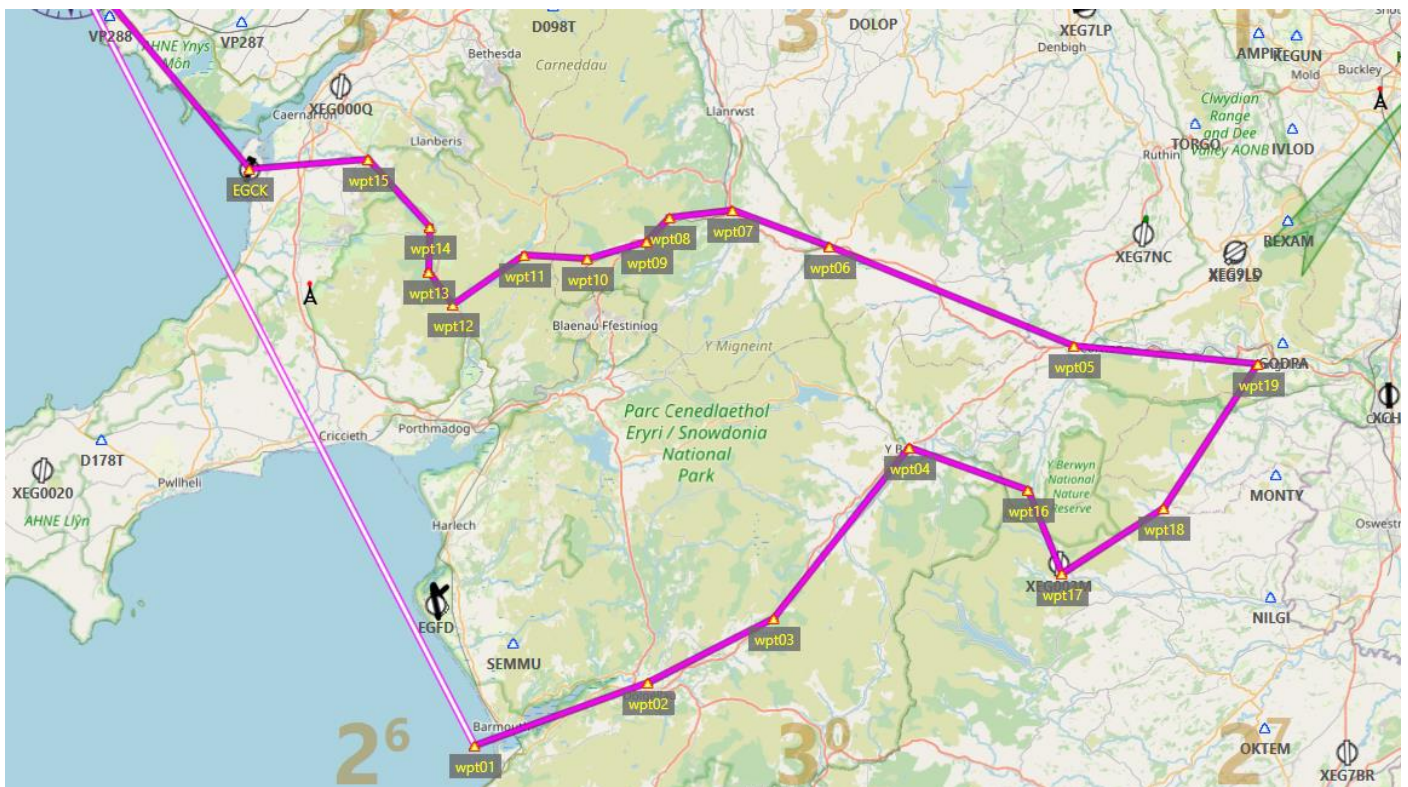 VP288
VP287
AHNE Ynys
Môn
D098T
DOLOP
XEG7LP
Denbigh
AMPIT
KEGUN
Mold
Buckley
Bethesda
Carneddau
XEG000Q
Caernarfon
Llanberis
Llanrwst
Clwydian
Range
and Dee
Valley AONB
TORGO
IVLOD
Ruthin
EGCK
wpt15
wpt14
wpt13
wpt12
wpt11
wpt10
wpt09
wpt08
wpt07
wpt06
XEG7NC
REXAM
Blaenau Ffestiniog
Y Migneint
wpt05
GODPA
wpt19
Criccieth
Porthmadog
Parc Cenedlaethol
Eryri / Snowdonia
National
Park
D178T
XEG0020
Pwllheli
AHNE Llŷn
Harlech
wpt04
wpt16
Y Berwyn
National
Nature
Reserve
MONTY
wpt18
wpt17
NILGI
EGFD
SEMMU
wpt03
wpt02
Barmouth
wpt01
2⁶
3⁰
2⁷
OKTEM
XEG7BR